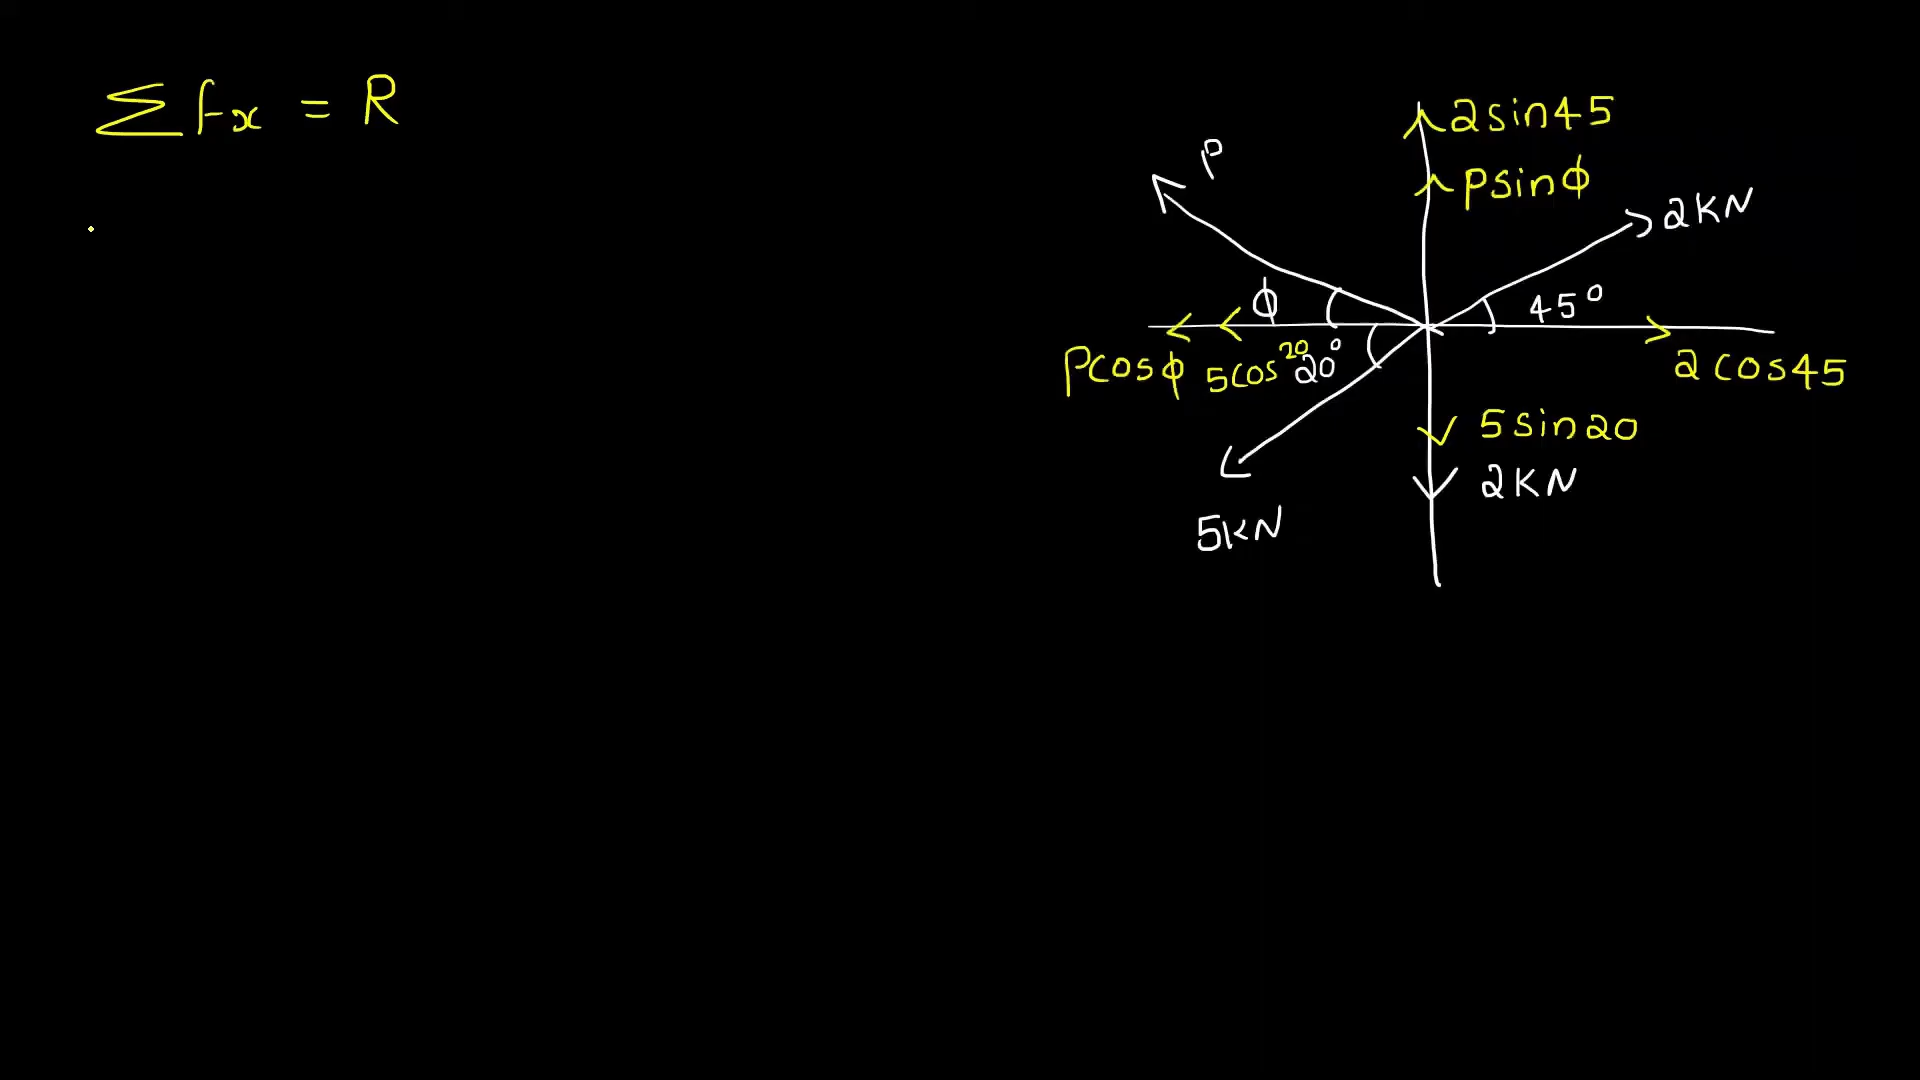 ∑fx = R
2sin45
P
Psinϕ
2KN
ϕ
45°
Pcosϕ
5cos20
20°
2cos45
5sin20
2KN
5KN